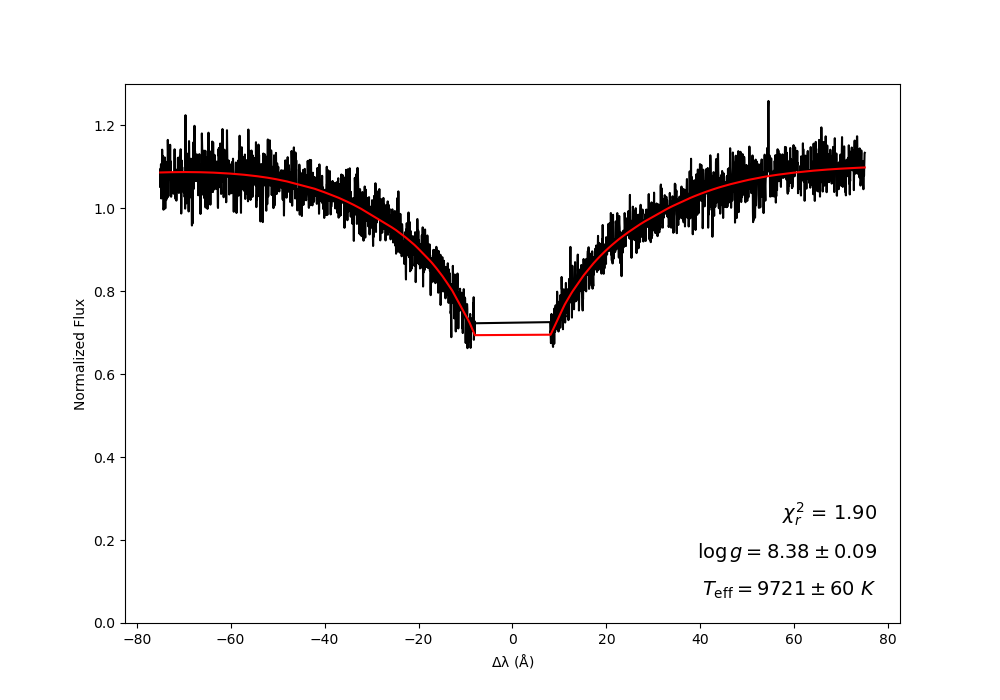 1.2
1.0
0.8
0.6
0.4
0.2
0.0
Normalized Flux
χ²ᵣ = 1.90
log g = 8.38 ± 0.09
T_eff = 9721 ± 60 K
−80 −60 −40 −20 0 20 40 60 80
Δλ (Å)